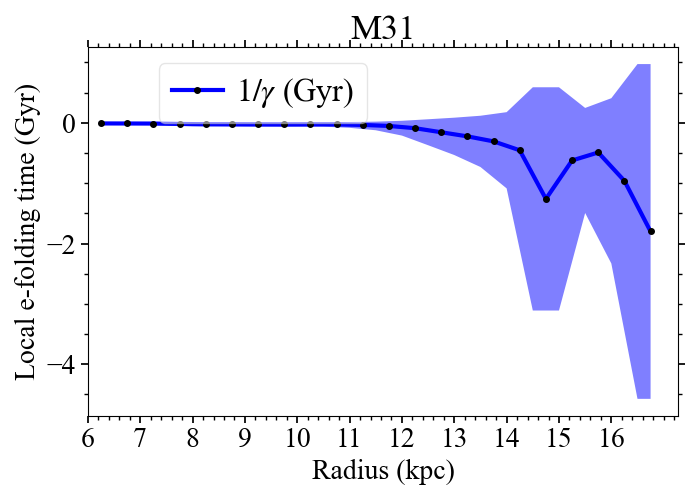 M31
1/γ (Gyr)
Local e-folding time (Gyr)
0
−2
−4
6 7 8 9 10 11 12 13 14 15 16
Radius (kpc)